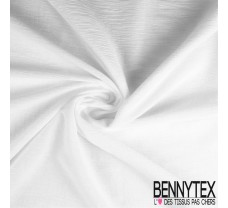 BENNYTEX
L'♥ DES TISSUS PAS CHERS